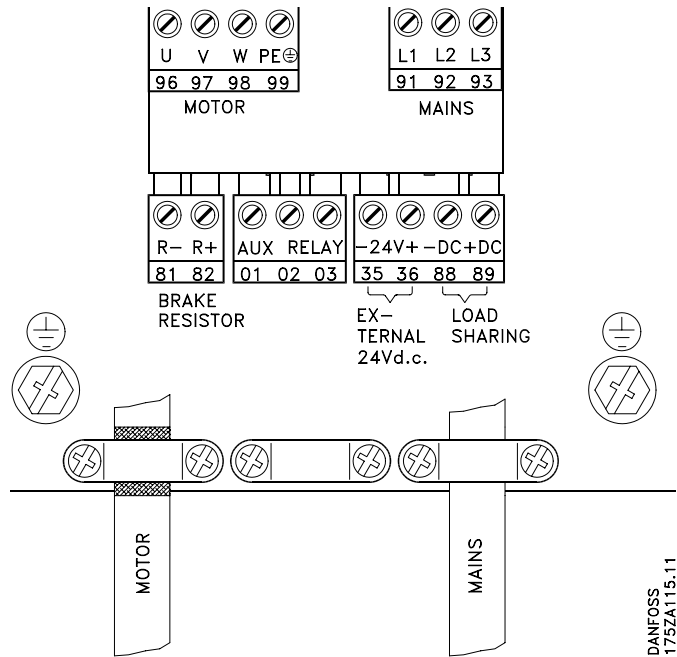 U V W PE L1 L2 L3
96 97 98 99 91 92 93
MOTOR MAINS
R− R+ AUX RELAY −24V+ −DC+DC
81 82 01 02 03 35 36 88 89
BRAKE
RESISTOR
EX−
TERNAL
24Vd.c.
LOAD
SHARING
MOTOR
MAINS
DANFOSS
175ZA115.11